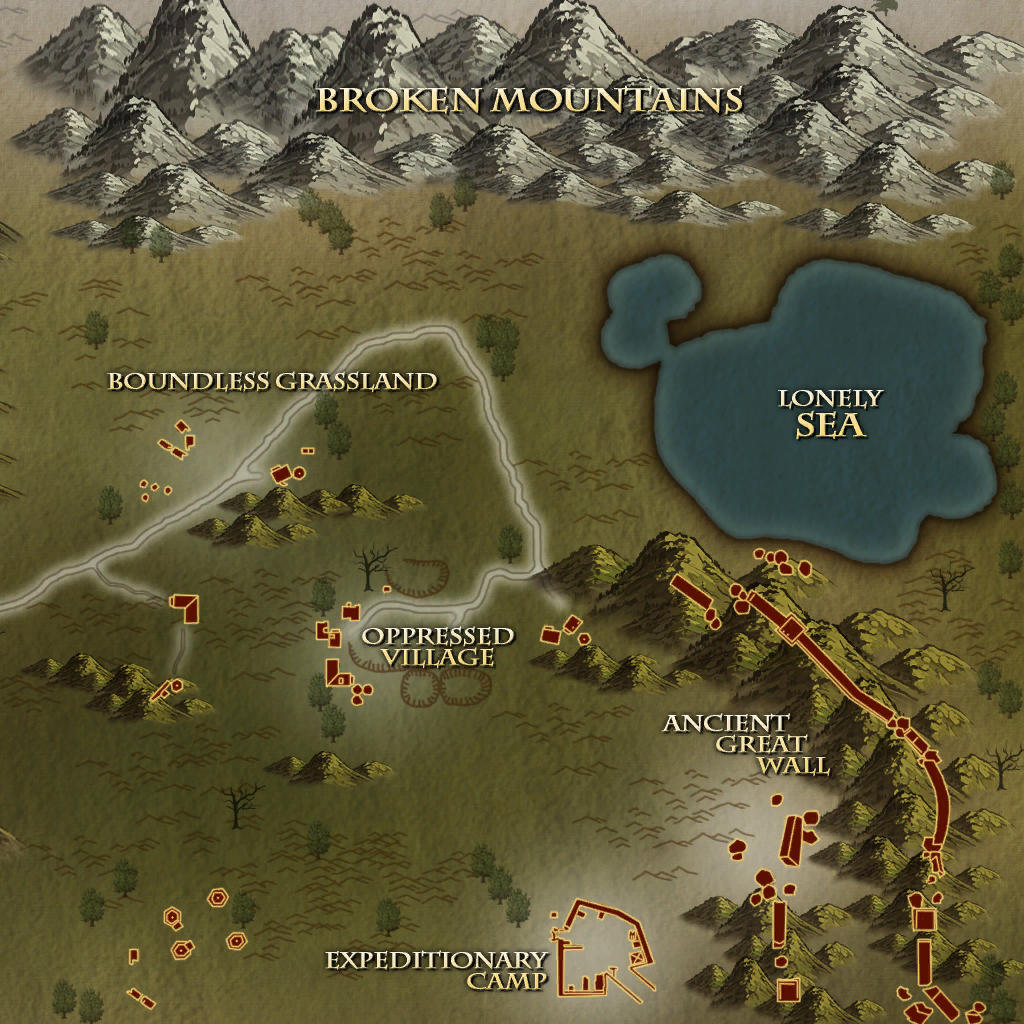 BROKEN MOUNTAINS
BOUNDLESS GRASSLAND
LONELY
SEA
OPPRESSED
VILLAGE
ANCIENT
GREAT
WALL
EXPEDITIONARY
CAMP